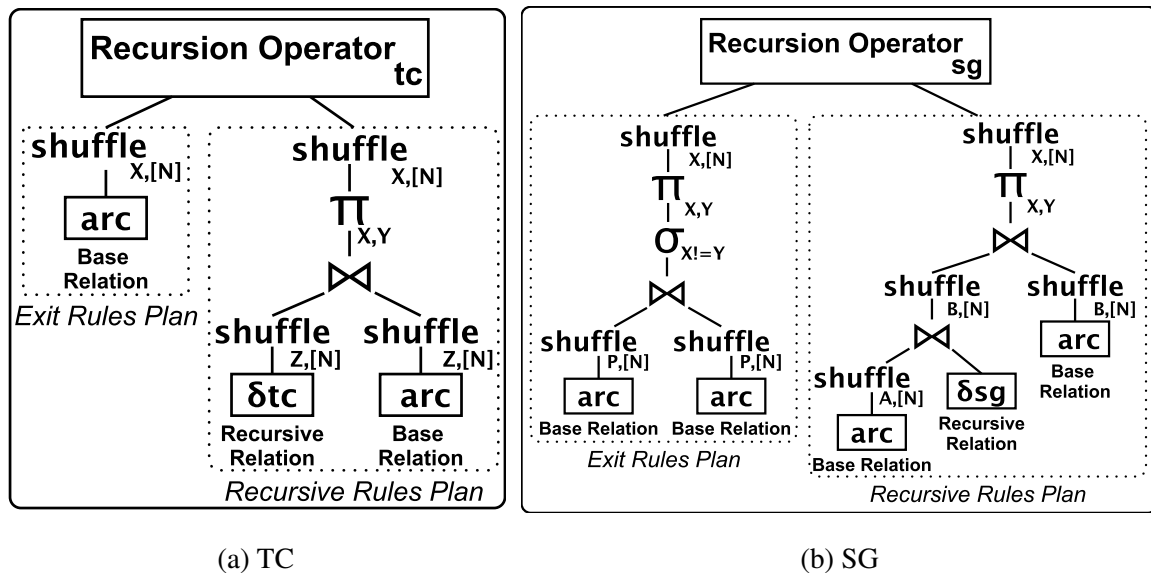 Recursion Operator tc
shuffle X,[N]
arc
Base
Relation
Exit Rules Plan
shuffle X,[N]
π X,Y
⋈
shuffle Z,[N]
shuffle Z,[N]
δtc
arc
Recursive
Relation
Base
Relation
Recursive Rules Plan
(a) TC
Recursion Operator sg
shuffle X,[N]
π X,Y
σ X!=Y
⋈
shuffle P,[N]
shuffle P,[N]
arc
arc
Base Relation
Base Relation
Exit Rules Plan
shuffle X,[N]
π X,Y
⋈
shuffle B,[N]
shuffle B,[N]
⋈
arc
Base
Relation
shuffle A,[N]
δsg
Recursive
Relation
arc
Base Relation
Recursive Rules Plan
(b) SG